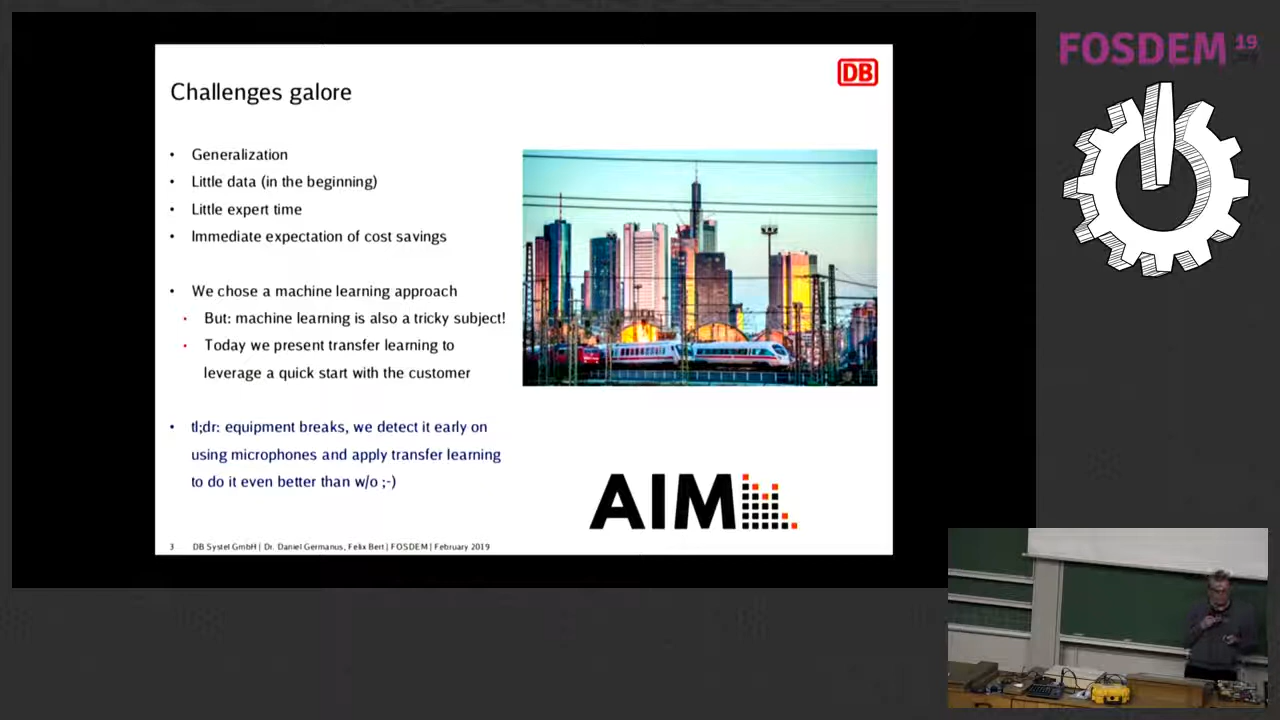 FOSDEM 19
DB
Challenges galore
• Generalization
• Little data (in the beginning)
• Little expert time
• Immediate expectation of cost savings
• We chose a machine learning approach
• But: machine learning is also a tricky subject!
• Today we present transfer learning to
leverage a quick start with the customer
• tl;dr: equipment breaks, we detect it early on
using microphones and apply transfer learning
to do it even better than w/o ;-)
AIM
3 DB Systel GmbH | Dr. Daniel Germanus, Felix Bert | FOSDEM | February 2019